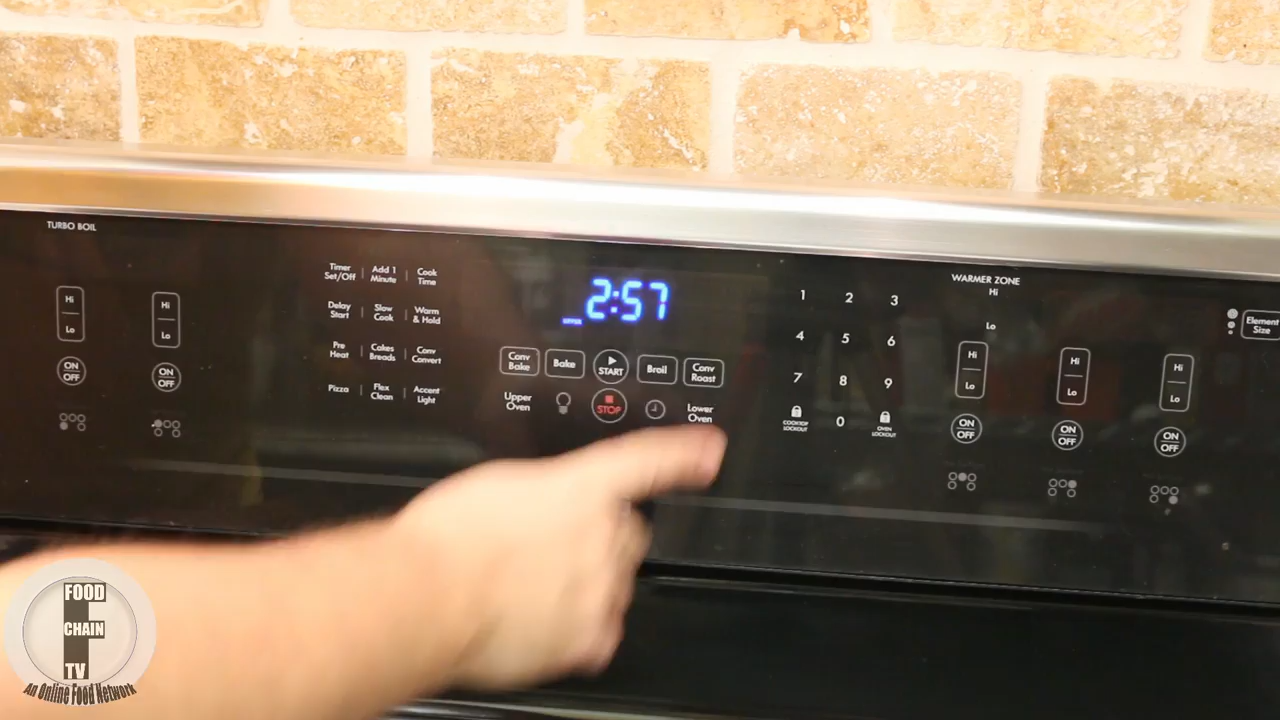 TURBO BOIL
Hi
Lo
ON
OFF
Hi
Lo
ON
OFF
Timer
Set/Off
Add 1
Minute
Cook
Time
Delay
Start
Slow
Cook
Warm
& Hold
Pre
Heat
Cakes
Breads
Conv
Convert
Pizza
Flex
Clean
Accent
Light
UPPER
2:57
Conv
Bake
Bake
START
Broil
Conv
Roast
Upper
Oven
STOP
Lower
Oven
1 2 3
4 5 6
7 8 9
0
COOKTOP
LOCKOUT
OVEN
LOCKOUT
WARMER ZONE
Hi
Lo
Hi
Lo
ON
OFF
Hi
Lo
ON
OFF
Hi
Lo
ON
OFF
Element
Size
FOOD
CHAIN
F
TV
An Online Food Network